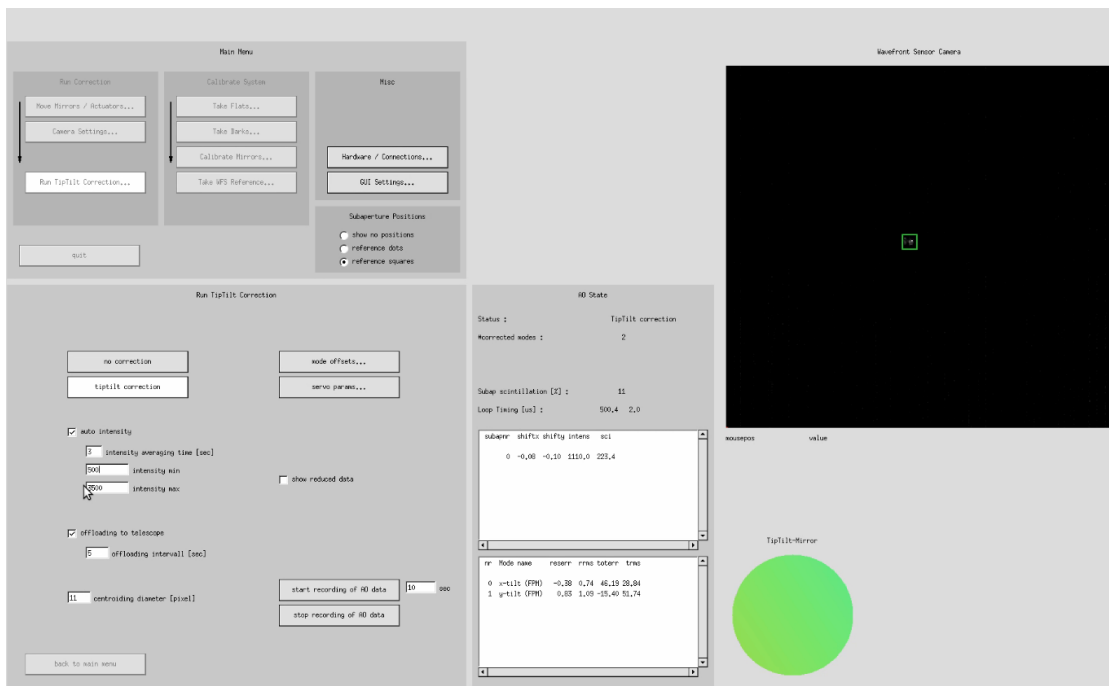 Main Menu
Run Correction
Move Mirrors / Actuators...
Camera Settings...
Run TipTilt Correction...
Calibrate System
Take Flats...
Take Darks...
Calibrate Mirrors...
Take WFS Reference...
Misc
Hardware / Connections...
GUI Settings...
Subaperture Positions
show no positions
reference dots
reference squares
quit
Run TipTilt Correction
no correction
tiptilt correction
mode offsets...
servo params...
auto intensity
3 intensity averaging time [sec]
500 intensity min
3500 intensity max
show reduced data
offloading to telescope
5 offloading intervall [sec]
11 centroiding diameter [pixel]
start recording of AO data 10 sec
stop recording of AO data
back to main menu
AO State
Status : TipTilt correction
#corrected modes : 2
Subap scintillation [%] : 11
Loop Timing [us] : 500.4 2.0
subapnr shiftx shifty intens sci
0 -0.08 -0.10 1110.0 223.4
nr Mode name reserr rrms toterr trms
0 x-tilt (FPM) -0.38 0.74 46.19 28.84
1 y-tilt (FPM) 0.83 1.09 -15.40 51.74
Wavefront Sensor Camera
mousepos value
TipTilt-Mirror